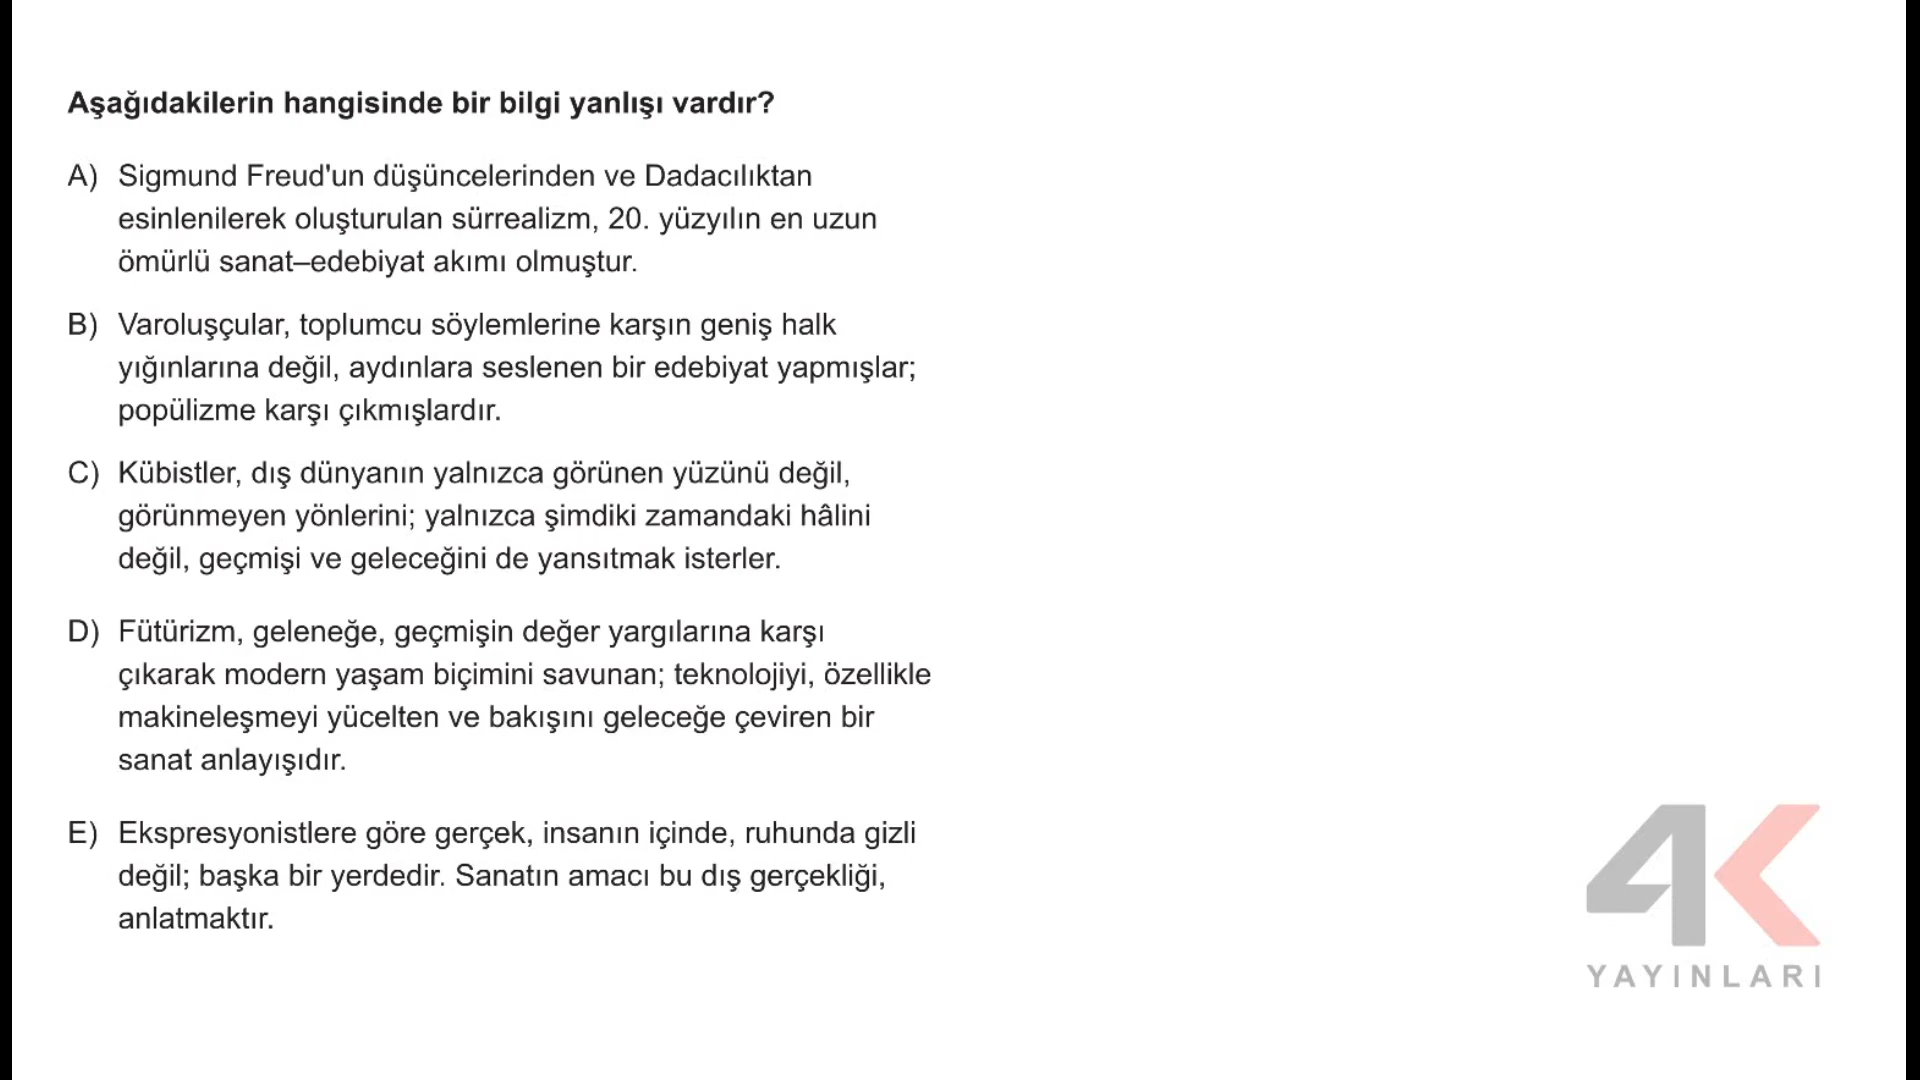 Aşağıdakilerin hangisinde bir bilgi yanlışı vardır?
A) Sigmund Freud'un düşüncelerinden ve Dadacılıktan
esinlenilerek oluşturulan sürrealizm, 20. yüzyılın en uzun
ömürlü sanat–edebiyat akımı olmuştur.
B) Varoluşçular, toplumcu söylemlerine karşın geniş halk
yığınlarına değil, aydınlara seslenen bir edebiyat yapmışlar;
popülizme karşı çıkmışlardır.
C) Kübistler, dış dünyanın yalnızca görünen yüzünü değil,
görünmeyen yönlerini; yalnızca şimdiki zamandaki hâlini
değil, geçmişi ve geleceğini de yansıtmak isterler.
D) Fütürizm, geleneğe, geçmişin değer yargılarına karşı
çıkarak modern yaşam biçimini savunan; teknolojiyi, özellikle
makineleşmeyi yücelten ve bakışını geleceğe çeviren bir
sanat anlayışıdır.
E) Ekspresyonistlere göre gerçek, insanın içinde, ruhunda gizli
değil; başka bir yerdedir. Sanatın amacı bu dış gerçekliği,
anlatmaktır.
4K
YAYINLARI